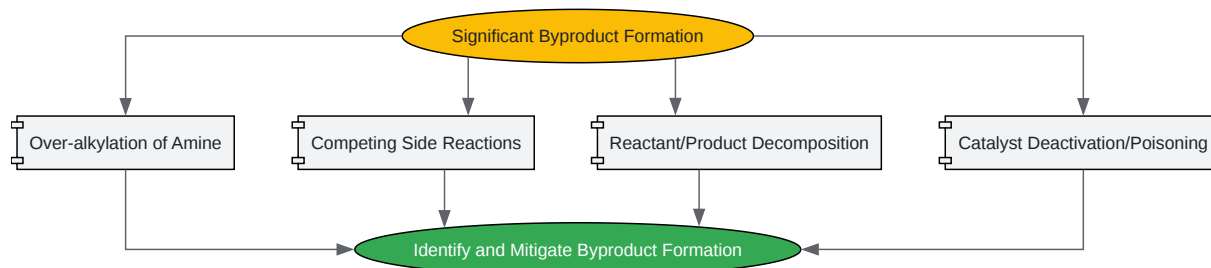 Significant Byproduct Formation
Over-alkylation of Amine
Competing Side Reactions
Reactant/Product Decomposition
Catalyst Deactivation/Poisoning
Identify and Mitigate Byproduct Formation